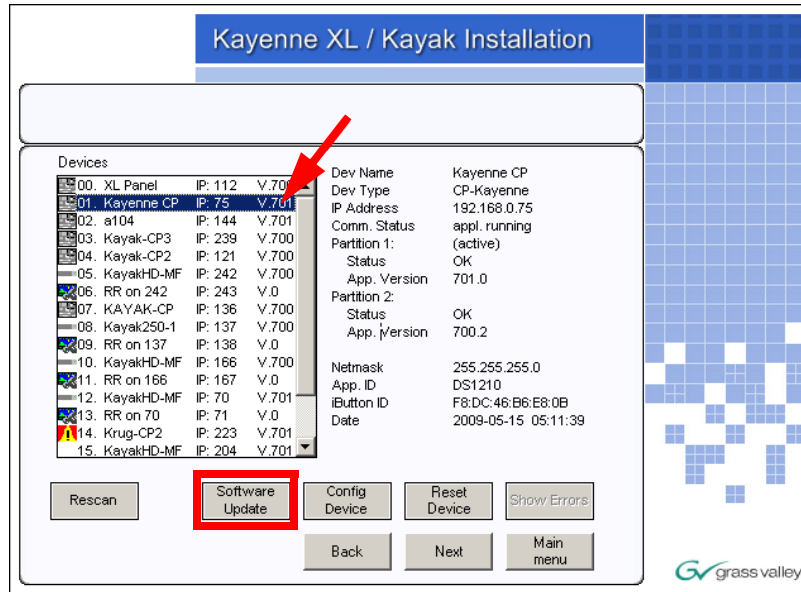 Kayenne XL / Kayak Installation
Devices
00. XL Panel IP: 112 V.700
01. Kayenne CP IP: 75 V.701
02. a104 IP: 144 V.701
03. Kayak-CP3 IP: 239 V.700
04. Kayak-CP2 IP: 121 V.700
05. KayakHD-MF IP: 242 V.700
06. RR on 242 IP: 243 V.0
07. KAYAK-CP IP: 136 V.700
08. Kayak250-1 IP: 137 V.700
09. RR on 137 IP: 138 V.0
10. KayakHD-MF IP: 166 V.700
11. RR on 166 IP: 167 V.0
12. KayakHD-MF IP: 70 V.701
13. RR on 70 IP: 71 V.0
14. Krug-CP2 IP: 223 V.701
15. KayakHD-MF IP: 204 V.701
Dev Name Kayenne CP
Dev Type CP-Kayenne
IP Address 192.168.0.75
Comm. Status appl. running
Partition 1: (active)
Status OK
App. Version 701.0
Partition 2:
Status OK
App. Version 700.2
Netmask 255.255.255.0
App. ID DS1210
iButton ID F8:DC:46:B6:E8:0B
Date 2009-05-15 05:11:39
Rescan
Software Update
Config Device
Reset Device
Show Errors
Back
Next
Main menu
GV grass valley